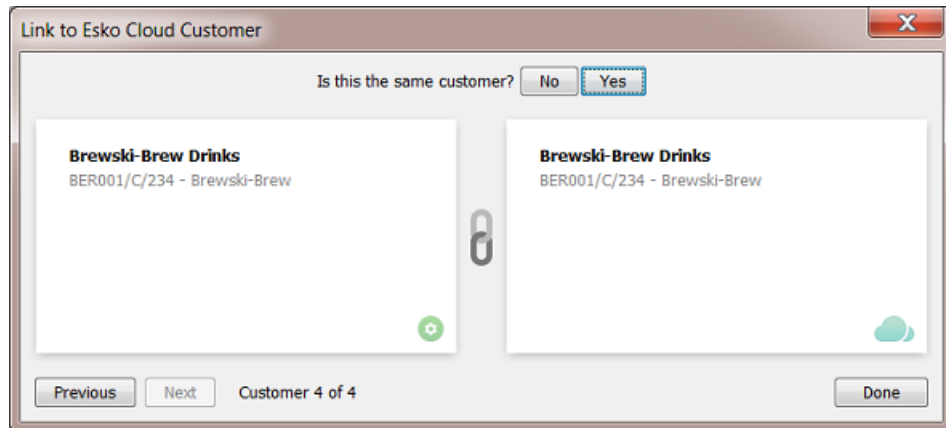 Link to Esko Cloud Customer
Is this the same customer? No Yes
Brewski-Brew Drinks
BER001/C/234 - Brewski-Brew
Brewski-Brew Drinks
BER001/C/234 - Brewski-Brew
Previous Next Customer 4 of 4 Done